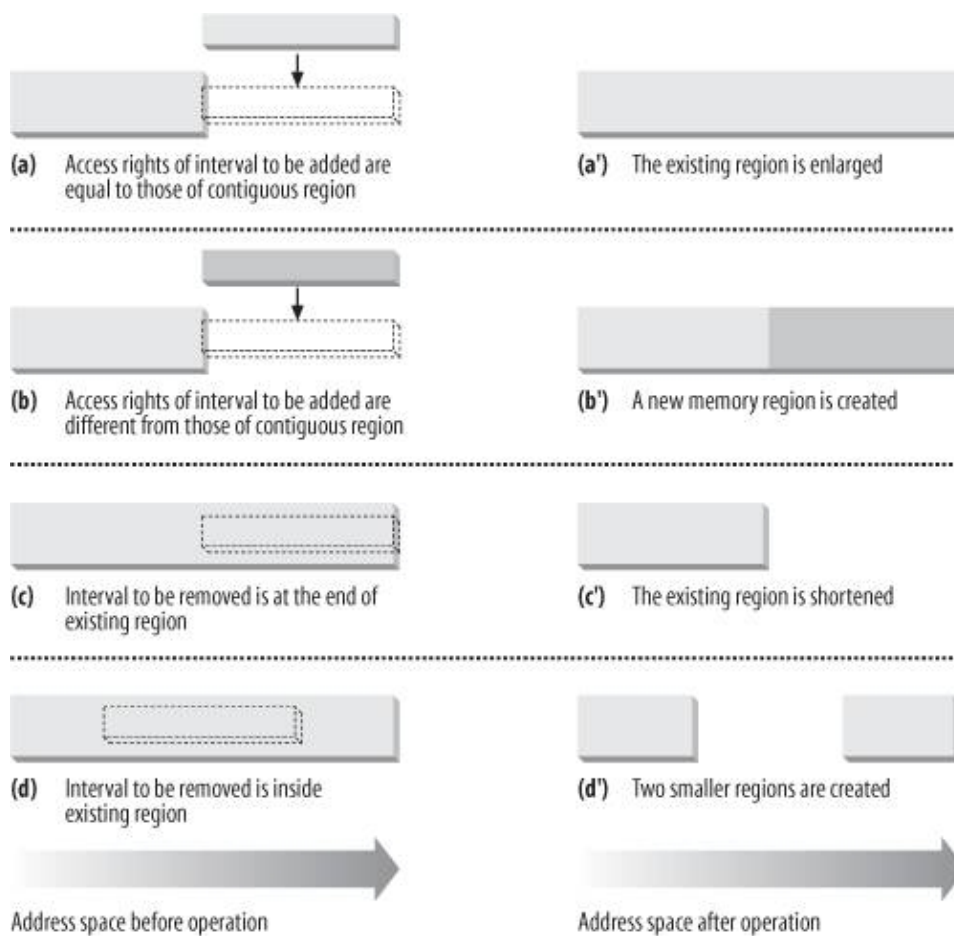 (a) Access rights of interval to be added are
equal to those of contiguous region
(a') The existing region is enlarged
(b) Access rights of interval to be added are
different from those of contiguous region
(b') A new memory region is created
(c) Interval to be removed is at the end of
existing region
(c') The existing region is shortened
(d) Interval to be removed is inside
existing region
(d') Two smaller regions are created
Address space before operation
Address space after operation